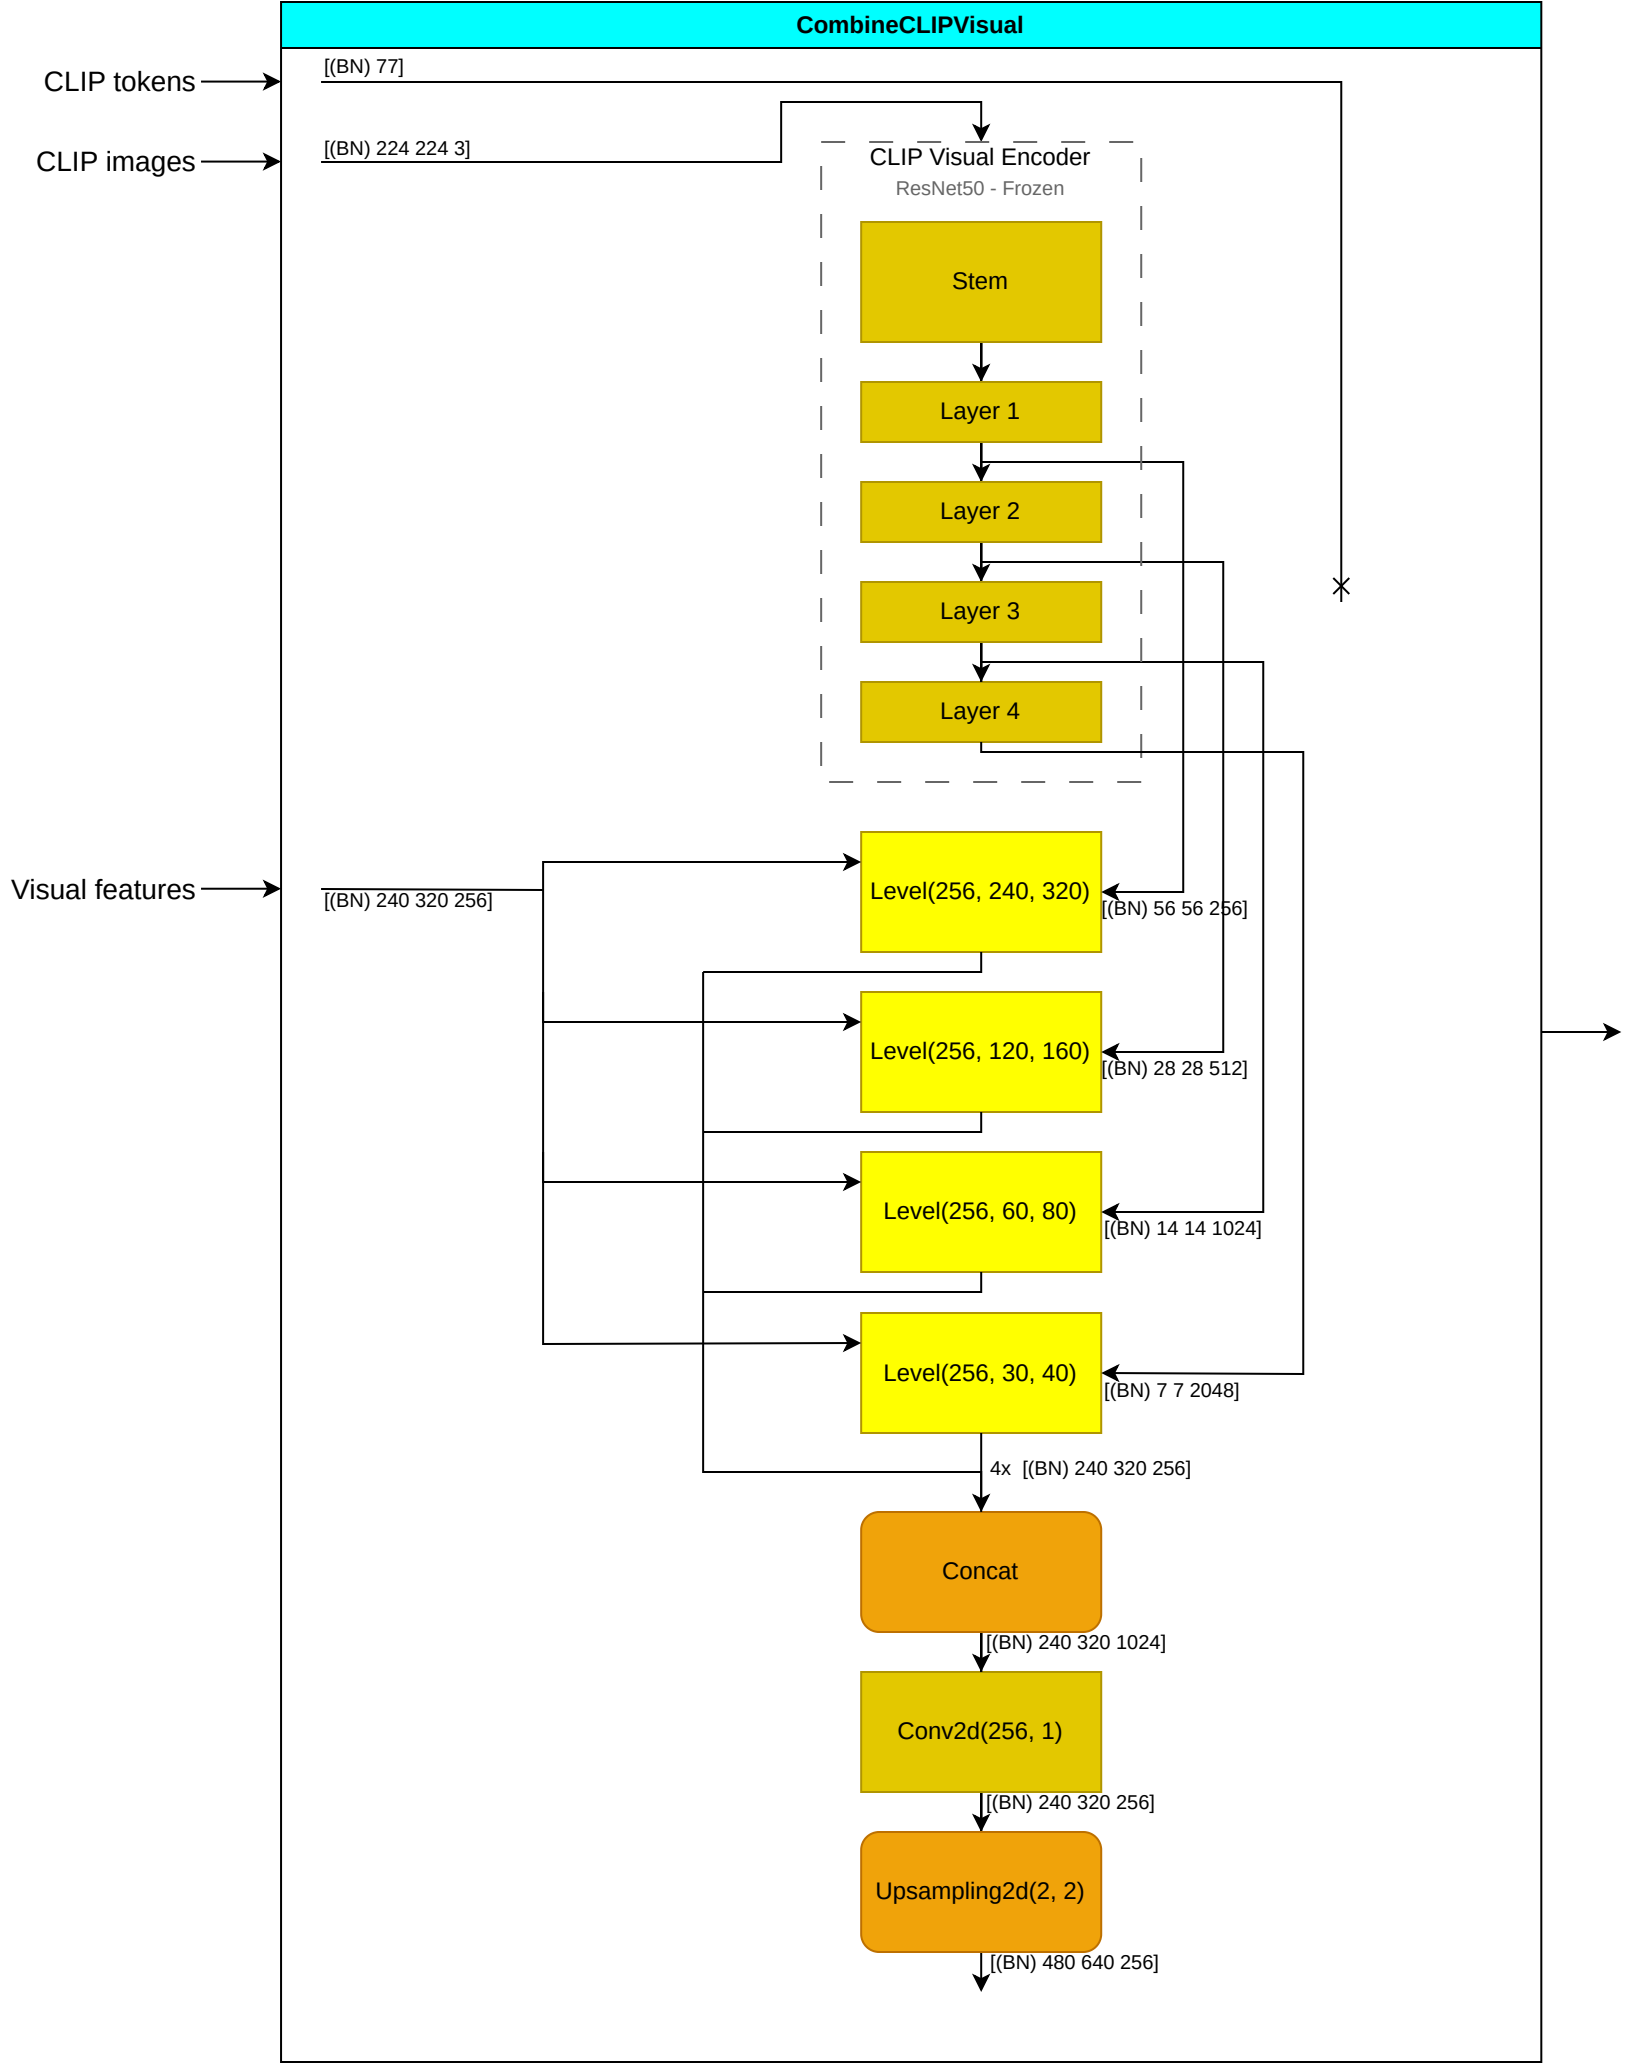 CombineCLIPVisual
CLIP tokens
[(BN) 77]
CLIP images
[(BN) 224 224 3]
CLIP Visual Encoder
ResNet50 - Frozen
Stem
Layer 1
Layer 2
Layer 3
Layer 4
Visual features
[(BN) 240 320 256]
Level(256, 240, 320)
[(BN) 56 56 256]
Level(256, 120, 160)
[(BN) 28 28 512]
Level(256, 60, 80)
[(BN) 14 14 1024]
Level(256, 30, 40)
[(BN) 7 7 2048]
4x  [(BN) 240 320 256]
Concat
[(BN) 240 320 1024]
Conv2d(256, 1)
[(BN) 240 320 256]
Upsampling2d(2, 2)
[(BN) 480 640 256]